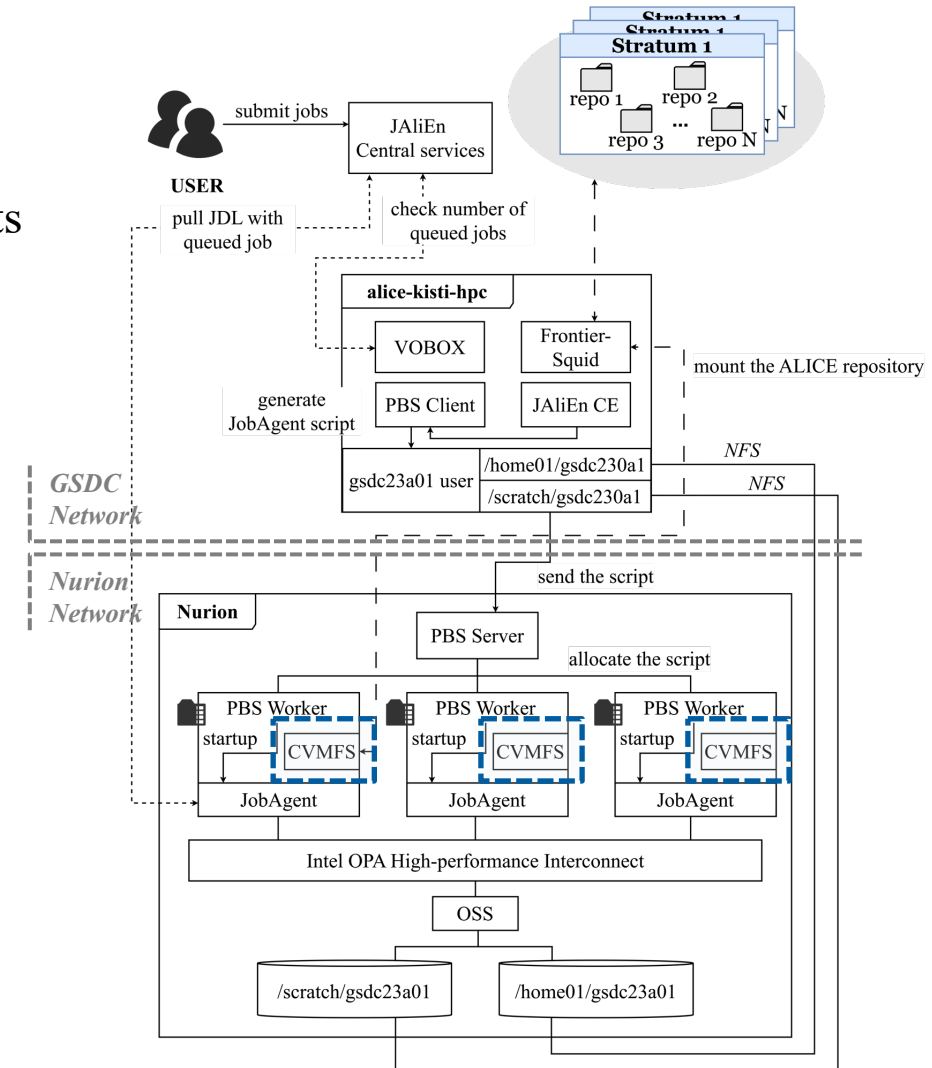 Stratum 1
Stratum 1
Stratum 1
repo 1
repo 2
repo 3
...
repo N
N
submit jobs
JAliEn
Central services
USER
ts
pull JDL with
queued job
check number of
queued jobs
alice-kisti-hpc
VOBOX
Frontier-
Squid
mount the ALICE repository
generate
JobAgent script
PBS Client
JAliEn CE
gsdc23a01 user
/home01/gsdc230a1
/scratch/gsdc230a1
NFS
NFS
GSDC
Network
Nurion
Network
send the script
Nurion
PBS Server
allocate the script
PBS Worker
PBS Worker
PBS Worker
startup
CVMFS
startup
CVMFS
startup
CVMFS
JobAgent
JobAgent
JobAgent
Intel OPA High-performance Interconnect
OSS
/scratch/gsdc23a01
/home01/gsdc23a01